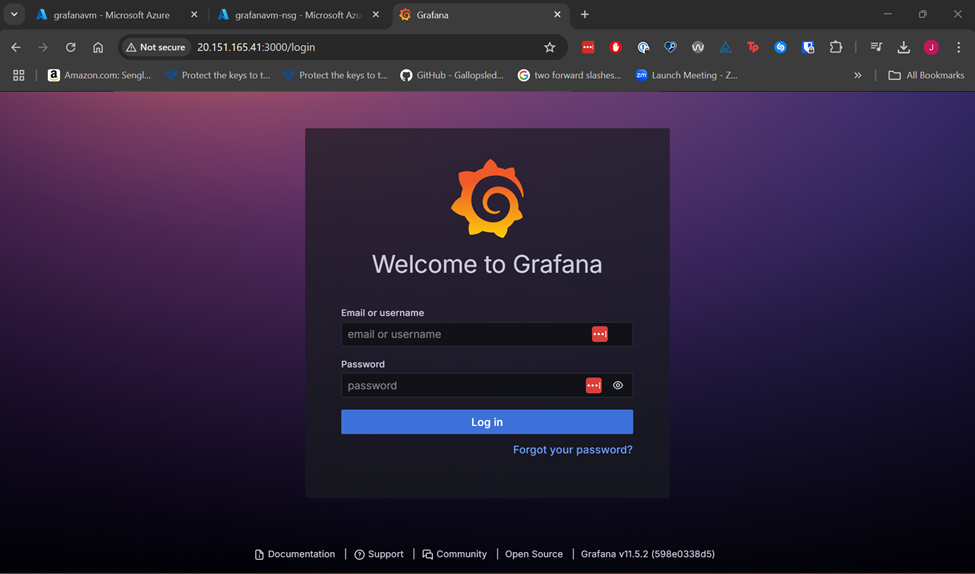 grafanavm - Microsoft Azure
grafanavm-nsg - Microsoft Azu
Grafana
Not secure
20.151.165.41:3000/login
Amazon.com: Sengl...
Protect the keys to t...
Protect the keys to t...
GitHub - Gallopsled...
two forward slashes...
Launch Meeting - Z...
All Bookmarks
Welcome to Grafana
Email or username
email or username
Password
password
Log in
Forgot your password?
Documentation | Support | Community | Open Source | Grafana v11.5.2 (598e0338d5)